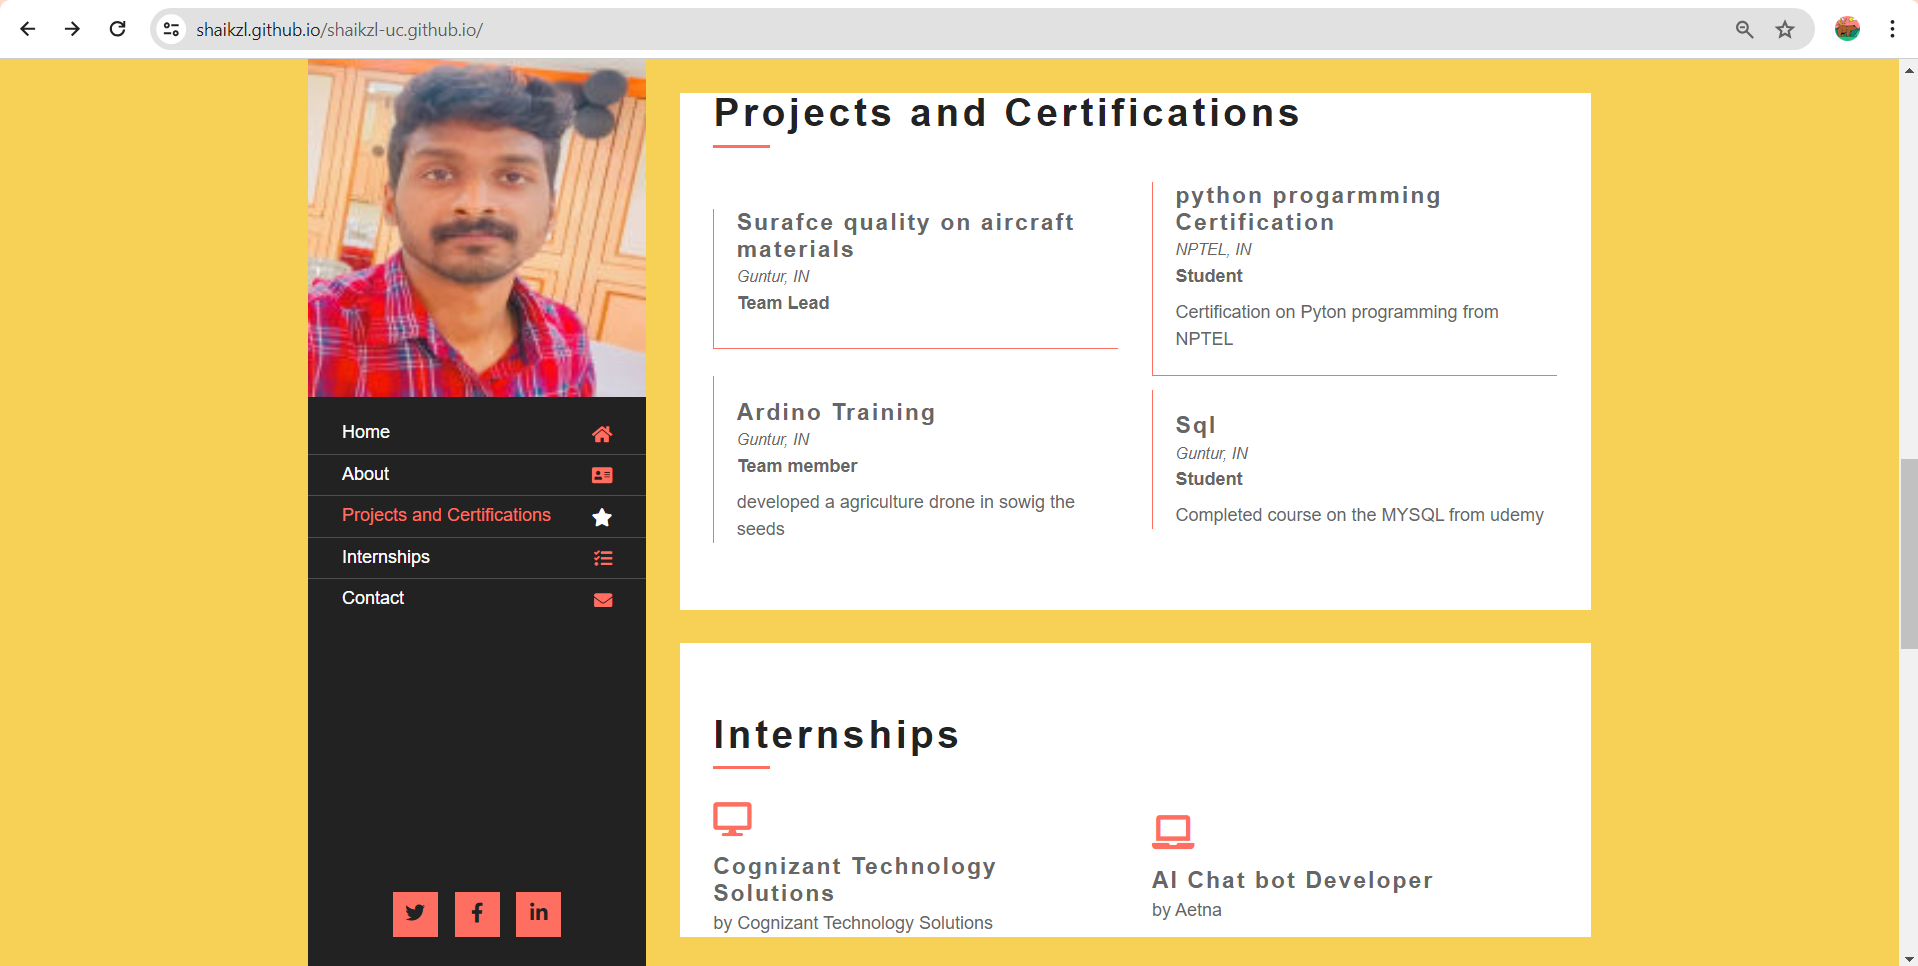 shaikzl.github.io/shaikzl-uc.github.io/
Home
About
Projects and Certifications
Internships
Contact
Projects and Certifications
Surafce quality on aircraft
materials
Guntur, IN
Team Lead
python progarmming
Certification
NPTEL, IN
Student
Certification on Pyton programming from
NPTEL
Ardino Training
Guntur, IN
Team member
developed a agriculture drone in sowig the
seeds
Sql
Guntur, IN
Student
Completed course on the MYSQL from udemy
Internships
Cognizant Technology
Solutions
by Cognizant Technology Solutions
AI Chat bot Developer
by Aetna